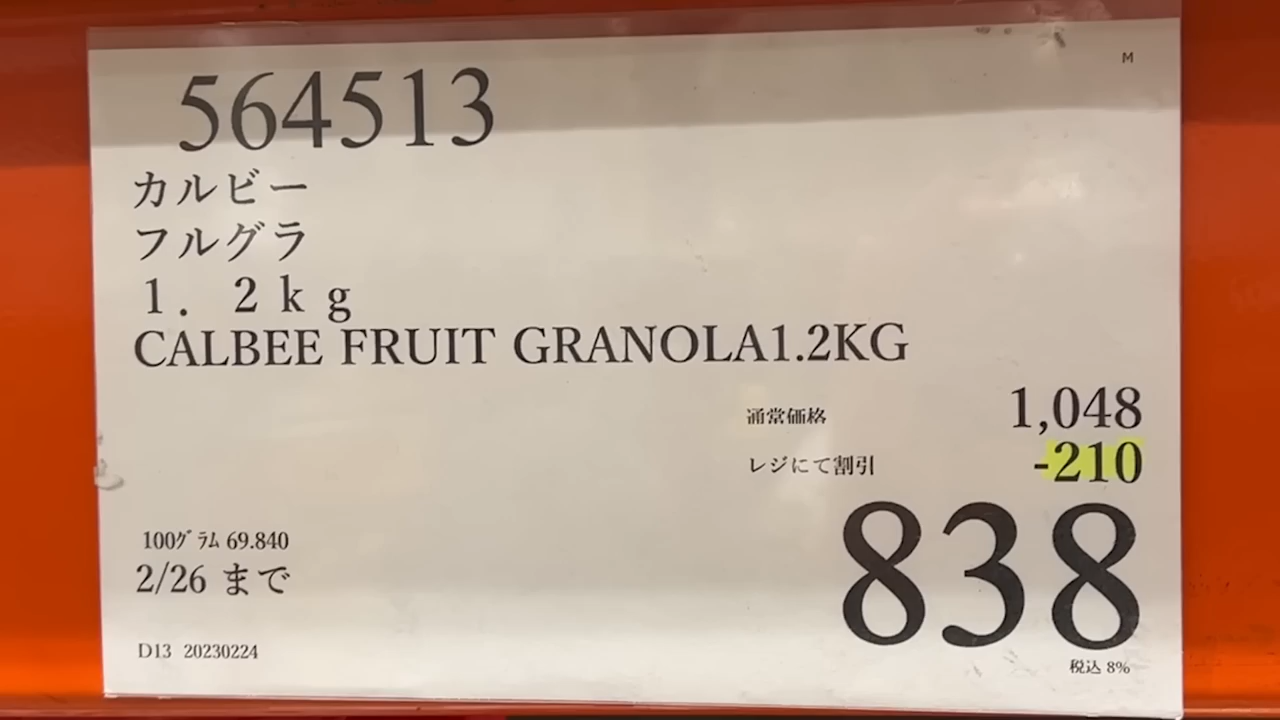 M
564513
カルビー
フルグラ
１．２ｋｇ
CALBEE FRUIT GRANOLA1.2KG
通常価格 1,048
レジにて割引 -210
838
100ｸﾞﾗﾑ 69.840
2/26 まで
D13 20230224
税込 8%